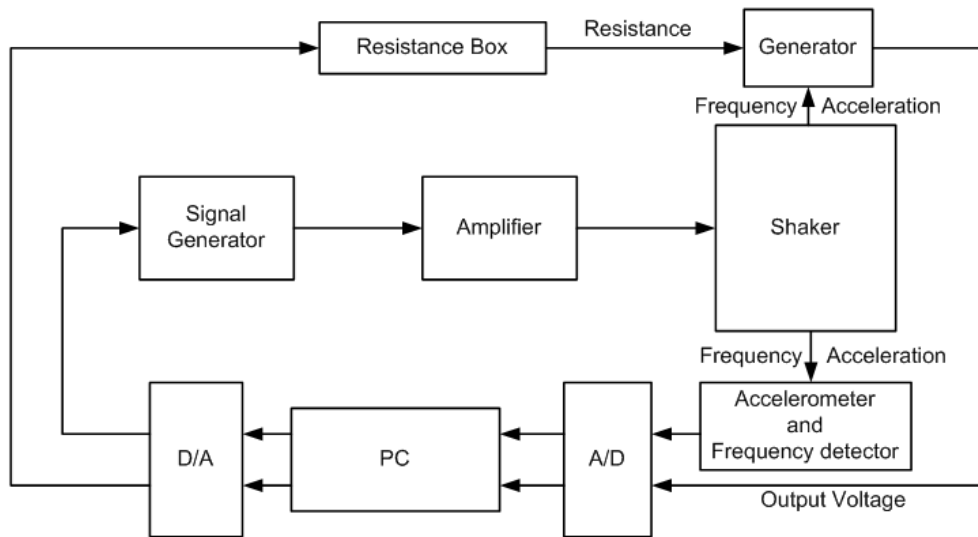 Resistance Box
Resistance
Generator
Frequency
Acceleration
Signal
Generator
Amplifier
Shaker
Frequency
Acceleration
D/A
PC
A/D
Accelerometer
and
Frequency detector
Output Voltage